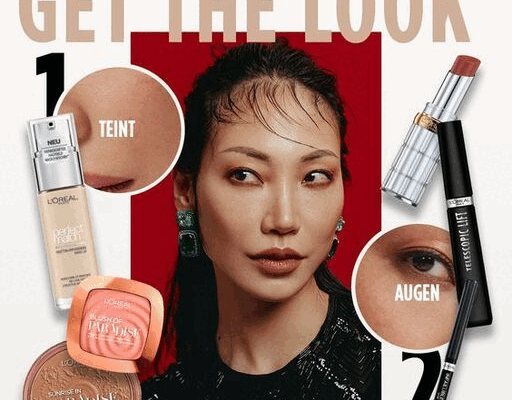 GET THE LOOK
1
TEINT
NEU
L'ORÉAL
perfect
match
L'ORÉAL
BLUSH OF
PARADISE
L'ORÉAL
SUNRISE IN
L'ORÉAL
TELESCOPIC LIFT
AUGEN
2